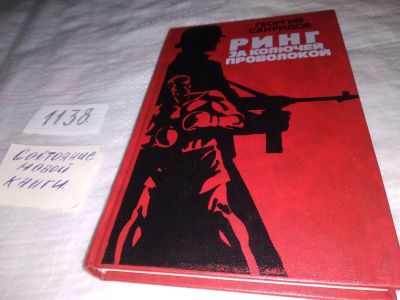 ГЕОРГИЙ
СВИРИДОВ
РИНГ
ЗА КОЛЮЧЕЙ
ПРОВОЛОКОЙ
1138.
Состояние
новой
книги.